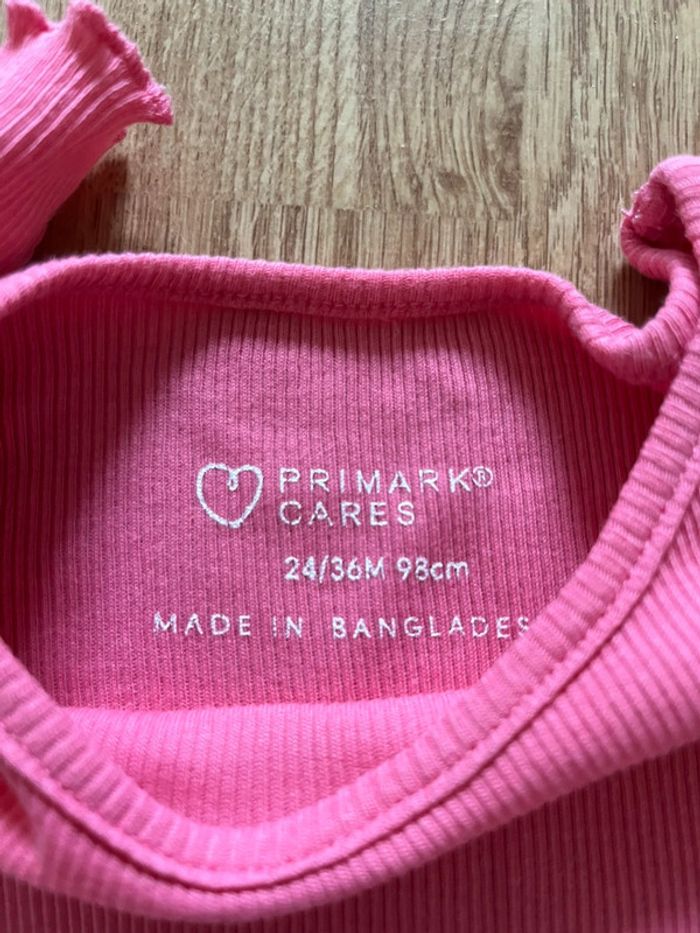 PRIMARK®
CARES
24/36M 98cm
MADE IN BANGLADES